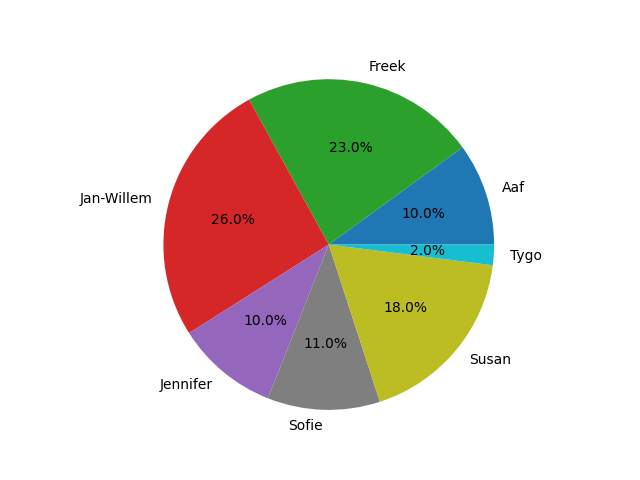 Freek
23.0%
Aaf
10.0%
Jan-Willem
26.0%
Tygo
2.0%
18.0%
Susan
10.0%
Jennifer
11.0%
Sofie